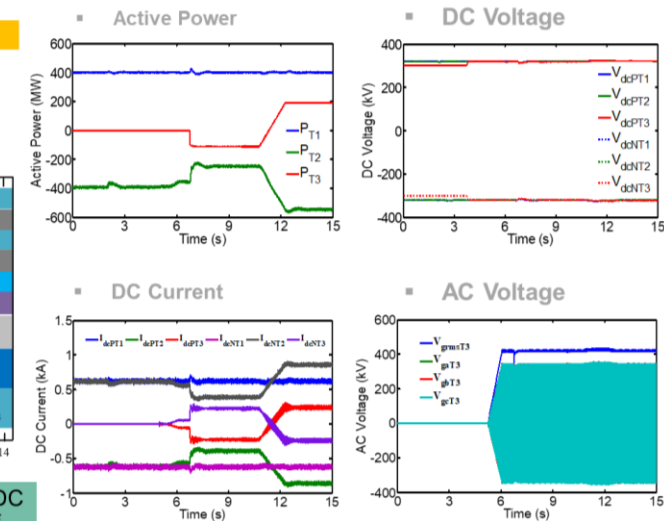 ▪ Active Power
600
400
200
0
-200
-400
-600
Active Power (MW)
P_T1
P_T2
P_T3
0 3 6 9 12 15
Time (s)
▪ DC Voltage
400
200
0
-200
-400
DC Voltage (kV)
V_dcPT1
V_dcPT2
V_dcPT3
V_dcNT1
V_dcNT2
V_dcNT3
0 3 6 9 12 15
Time (s)
▪ DC Current
1.5
1
0.5
0
-0.5
-1
DC Current (kA)
I_dcPT1 I_dcPT2 I_dcPT3 I_dcNT1 I_dcNT2 I_dcNT3
0 3 6 9 12 15
Time (s)
▪ AC Voltage
600
400
200
0
-200
-400
AC Voltage (kV)
V_grmsT3
V_gaT3
V_gbT3
V_gcT3
0 3 6 9 12 15
Time (s)
14
DC